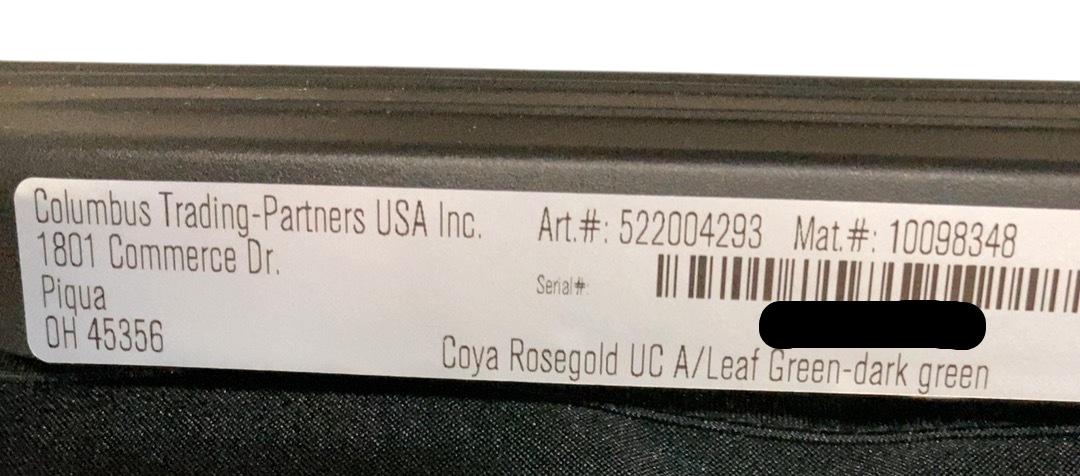 Columbus Trading-Partners USA Inc.
1801 Commerce Dr.
Piqua
OH 45356
Art.#: 522004293 Mat.#: 10098348
Serial#:
Coya Rosegold UC A/Leaf Green-dark green